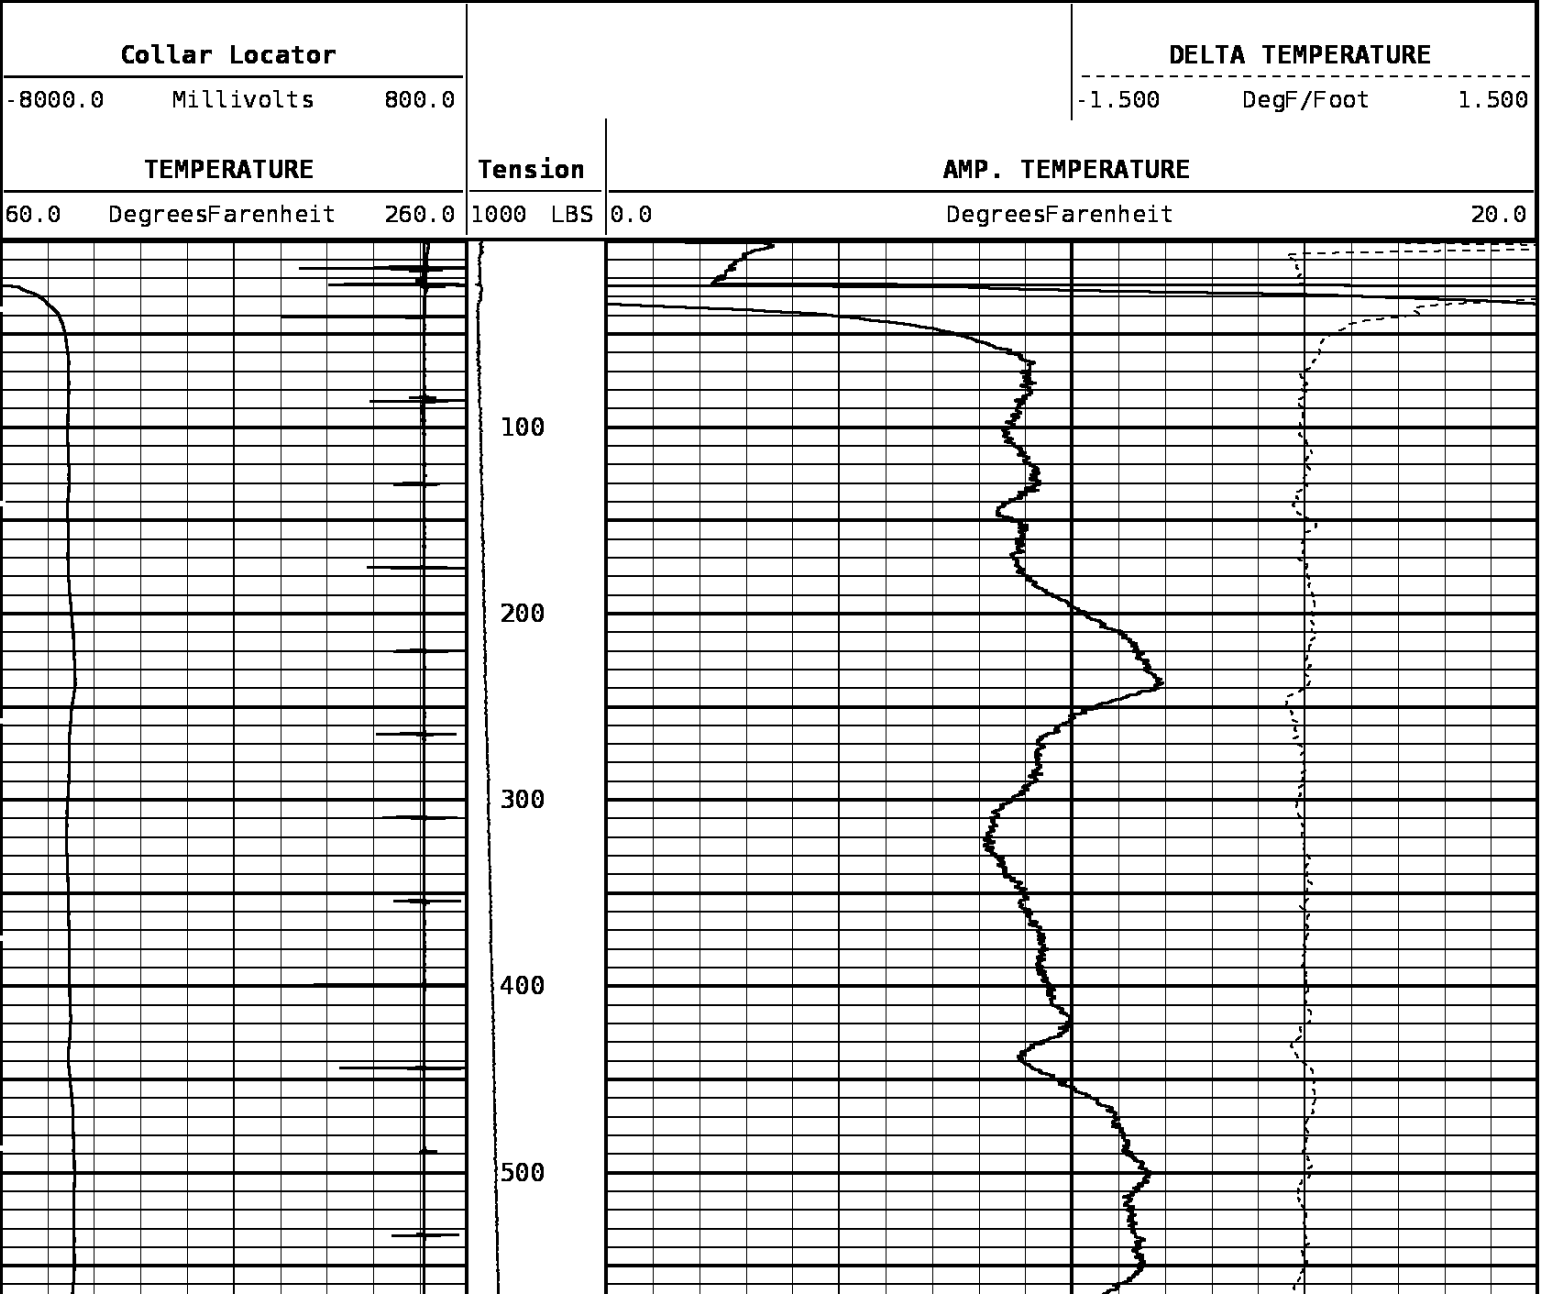 Collar Locator DELTA TEMPERATURE
-8000.0 Millivolts 800.0 -1.500 DegF/Foot 1.500
TEMPERATURE Tension AMP. TEMPERATURE
60.0 DegreesFarenheit 260.0 1000 LBS 0.0 DegreesFarenheit 20.0
100
200
300
400
500